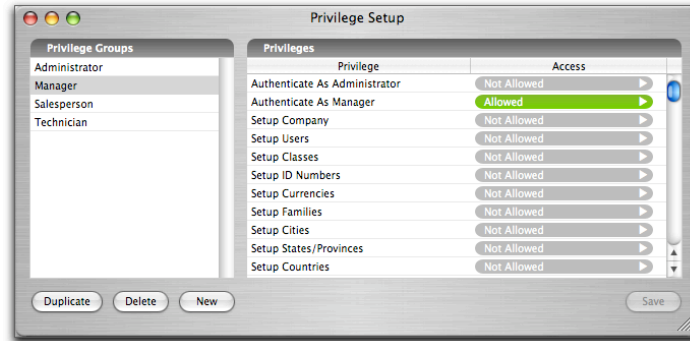 Privilege Setup
Privilege Groups
Administrator
Manager
Salesperson
Technician
Privileges
Privilege Access
Authenticate As Administrator Not Allowed
Authenticate As Manager Allowed
Setup Company Not Allowed
Setup Users Not Allowed
Setup Classes Not Allowed
Setup ID Numbers Not Allowed
Setup Currencies Not Allowed
Setup Families Not Allowed
Setup Cities Not Allowed
Setup States/Provinces Not Allowed
Setup Countries Not Allowed
Duplicate Delete New Save